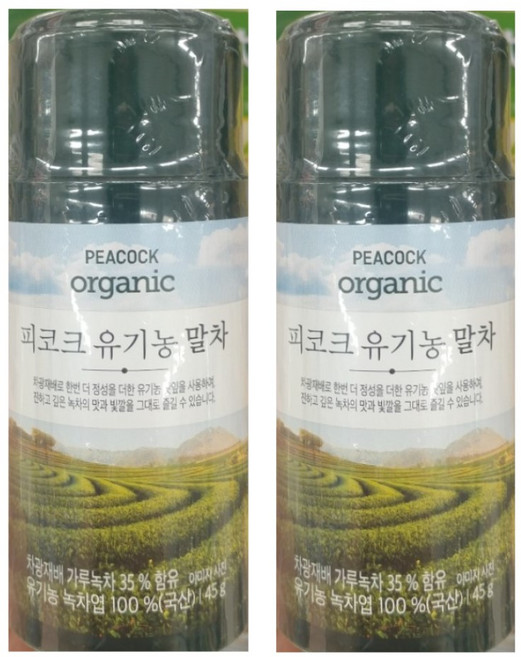 PEACOCK
organic
피코크 유기농 말차
차광재배로 한번 더 정성을 더한 유기농 찻잎을 사용하여,
진하고 깊은 녹차의 맛과 빛깔을 그대로 즐길 수 있습니다.
차광재배 가루녹차 35 % 함유 이미지 사진
유기농 녹차엽 100 %(국산) | 45 g
PEACOCK
organic
피코크 유기농 말차
차광재배로 한번 더 정성을 더한 유기농 찻잎을 사용하여,
진하고 깊은 녹차의 맛과 빛깔을 그대로 즐길 수 있습니다.
차광재배 가루녹차 35 % 함유 이미지 사진
유기농 녹차엽 100 %(국산) | 45 g